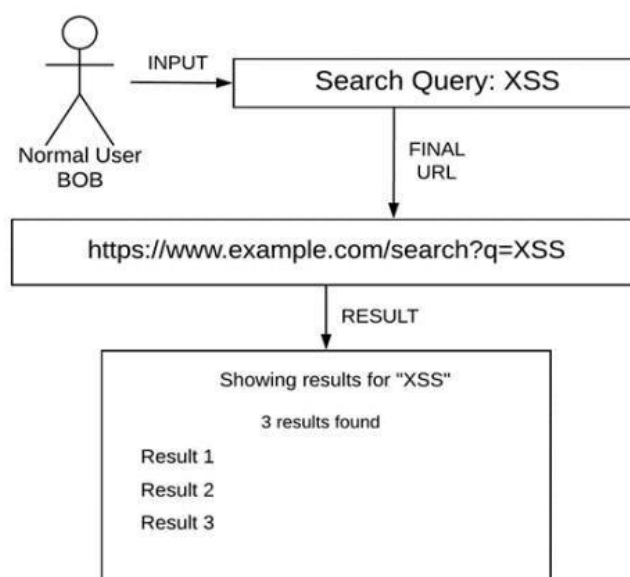 INPUT
Search Query: XSS
Normal User
BOB
FINAL
URL
https://www.example.com/search?q=XSS
RESULT
Showing results for "XSS"
3 results found
Result 1
Result 2
Result 3